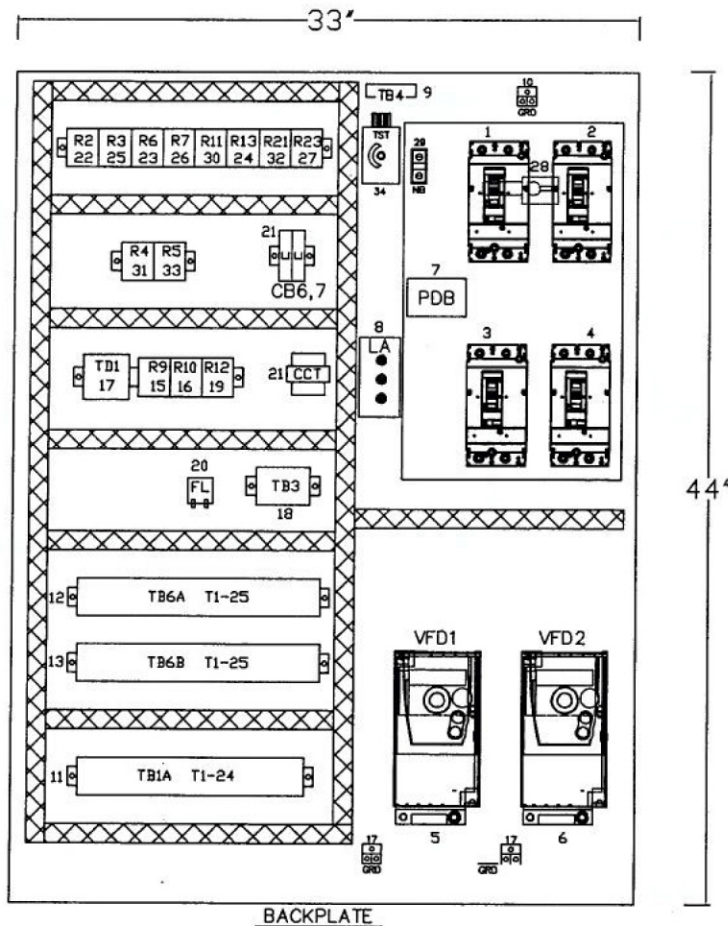 33"
TB4 9
10
GRD
R2 R3 R6 R7 R11 R13 R21 R23
22 25 23 26 30 24 32 27
TST
34
29
NB
1 2
28
R4 R5
31 33
21
CB6,7
7
PDB
8
LA
3 4
TD1
17
R9 R10 R12
15 16 19
21 CCT
20
FL
TB3
18
44"
12 TB6A T1-25
13 TB6B T1-25
VFD1 VFD2
11 TB1A T1-24
5 6
17
GRD
17
GRD
BACKPLATE